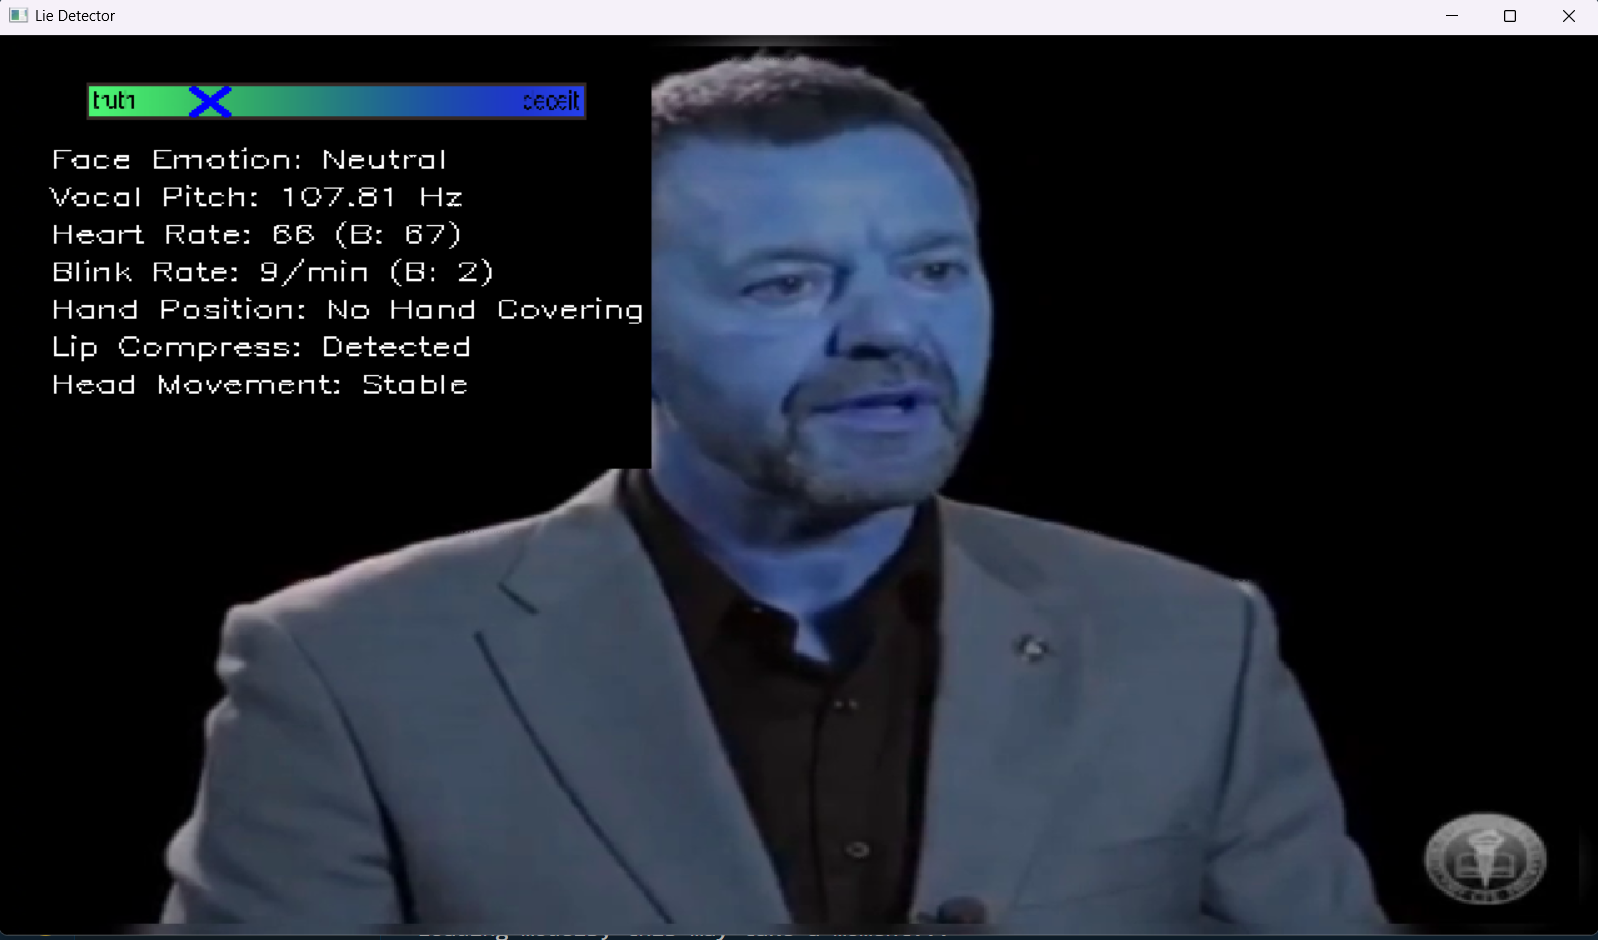 Lie Detector
truth deceit
Face Emotion: Neutral
Vocal Pitch: 107.81 Hz
Heart Rate: 66 (B: 67)
Blink Rate: 9/min (B: 2)
Hand Position: No Hand Covering
Lip Compress: Detected
Head Movement: Stable